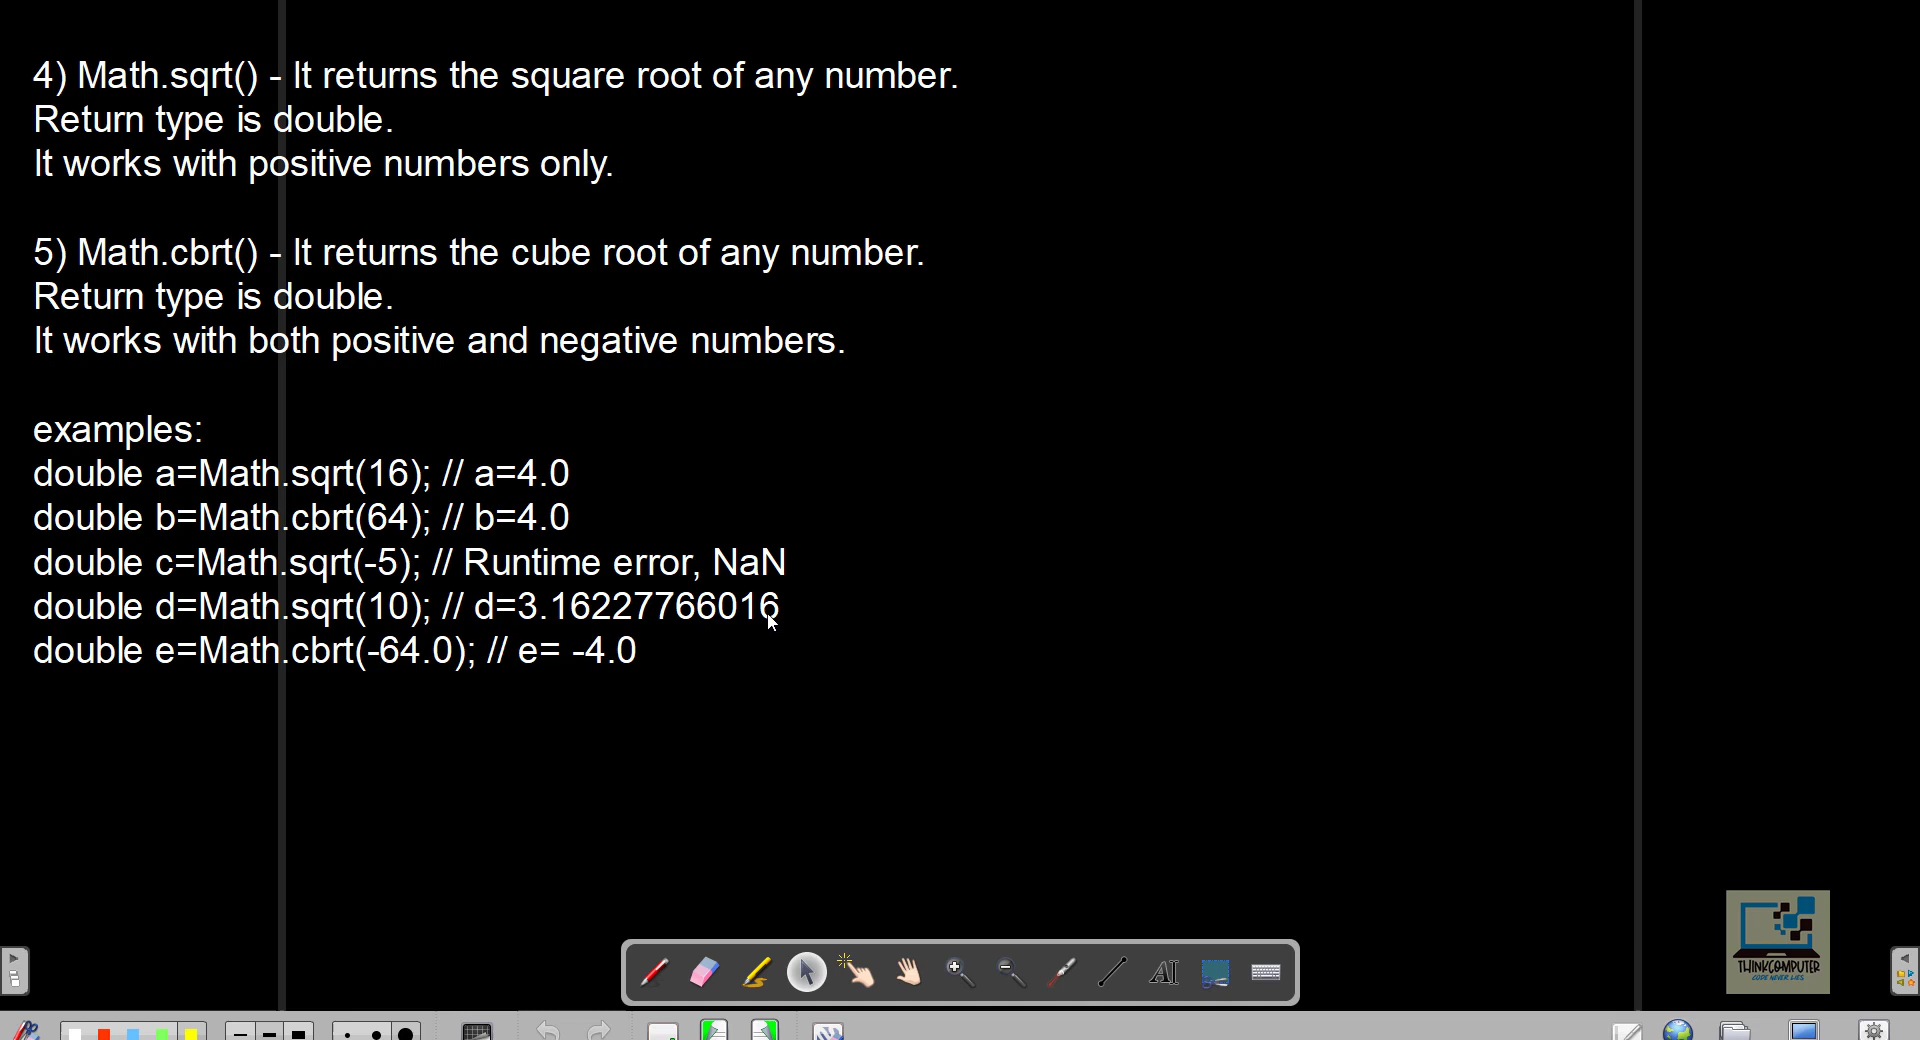 4) Math.sqrt() - It returns the square root of any number.
Return type is double.
It works with positive numbers only.
5) Math.cbrt() - It returns the cube root of any number.
Return type is double.
It works with both positive and negative numbers.
examples:
double a=Math.sqrt(16); // a=4.0
double b=Math.cbrt(64); // b=4.0
double c=Math.sqrt(-5); // Runtime error, NaN
double d=Math.sqrt(10); // d=3.16227766016
double e=Math.cbrt(-64.0); // e= -4.0
THINKCOMPUTER
CODE NEVER LIES
AI